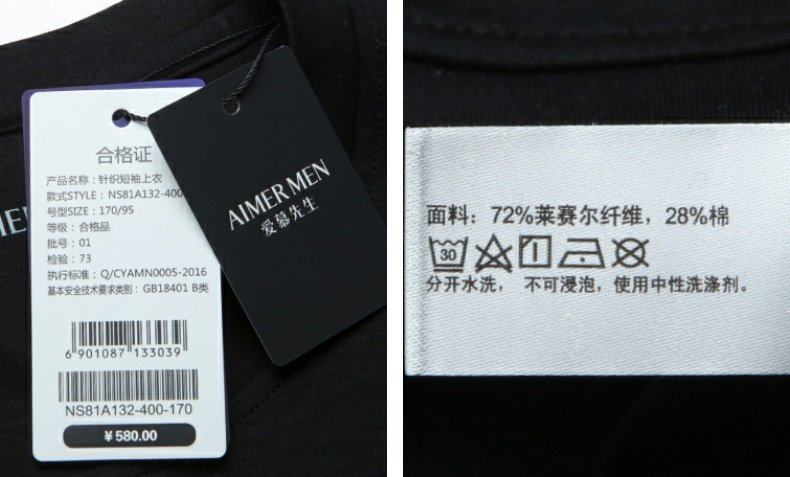 合格证
产品名称：针织短袖上衣
款式STYLE：NS81A132-400
号型SIZE：170/95
等级：合格品
批号：01
检验：73
执行标准：Q/CYAMN0005-2016
基本安全技术要求类别：GB18401 B类
6 901087 133039
NS81A132-400-170
¥580.00
AIMER MEN
爱慕先生
面料：72%莱赛尔纤维，28%棉
30
分开水洗， 不可浸泡，使用中性洗涤剂。